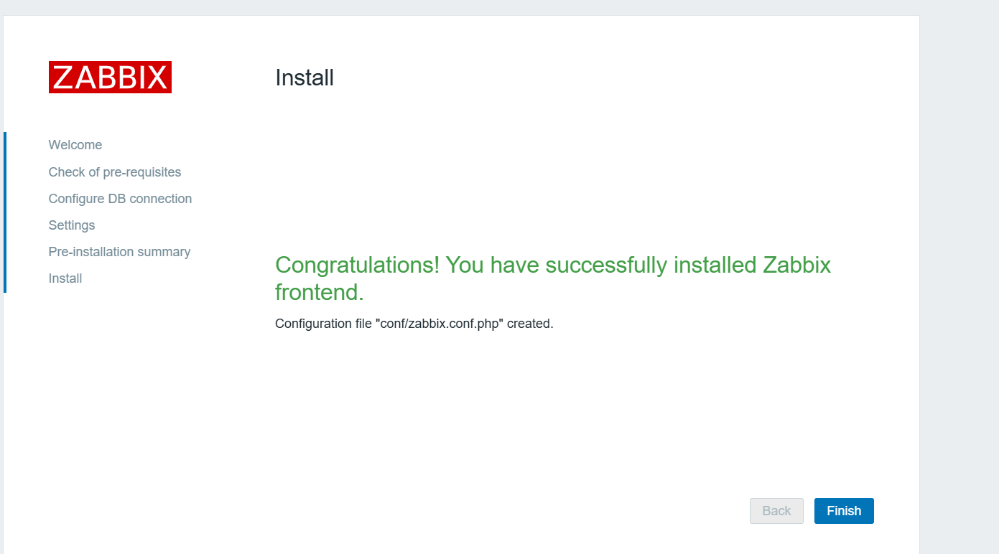 ZABBIX
Install
Welcome
Check of pre-requisites
Configure DB connection
Settings
Pre-installation summary
Install
Congratulations! You have successfully installed Zabbix
frontend.
Configuration file "conf/zabbix.conf.php" created.
Back
Finish